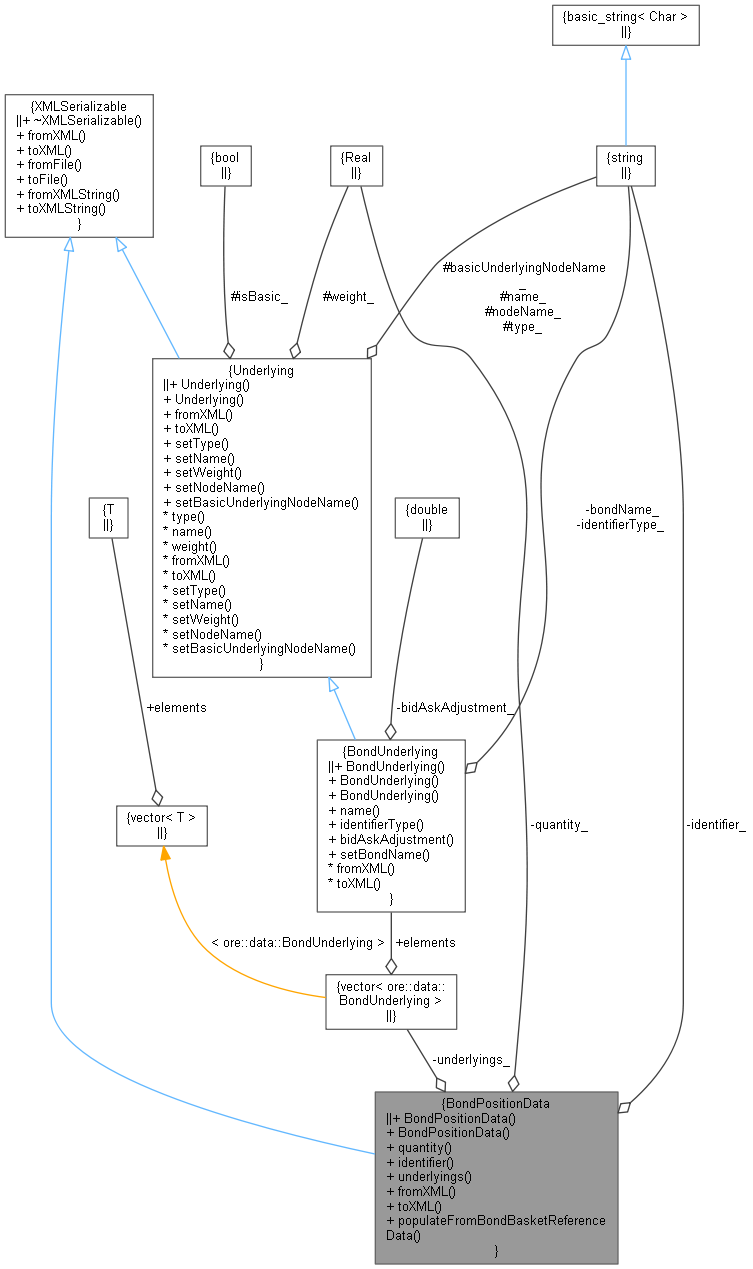 {basic_string< Char >
||}
{XMLSerializable
||+ ~XMLSerializable()
+ fromXML()
+ toXML()
+ fromFile()
+ toFile()
+ fromXMLString()
+ toXMLString()
}
{bool
||}
{Real
||}
{string
||}
#isBasic_
#weight_
#basicUnderlyingNodeName
_
#name_
#nodeName_
#type_
{Underlying
||+ Underlying()
+ Underlying()
+ fromXML()
+ toXML()
+ setType()
+ setName()
+ setWeight()
+ setNodeName()
+ setBasicUnderlyingNodeName()
* type()
* name()
* weight()
* fromXML()
* toXML()
* setType()
* setName()
* setWeight()
* setNodeName()
* setBasicUnderlyingNodeName()
}
{T
||}
{double
||}
-bondName_
-identifierType_
+elements
-bidAskAdjustment_
{BondUnderlying
||+ BondUnderlying()
+ BondUnderlying()
+ BondUnderlying()
+ name()
+ identifierType()
+ bidAskAdjustment()
+ setBondName()
* fromXML()
* toXML()
}
{vector< T >
||}
-quantity_
-identifier_
< ore::data::BondUnderlying >
+elements
{vector< ore::data::
BondUnderlying >
||}
-underlyings_
{BondPositionData
||+ BondPositionData()
+ BondPositionData()
+ quantity()
+ identifier()
+ underlyings()
+ fromXML()
+ toXML()
+ populateFromBondBasketReference
Data()
}